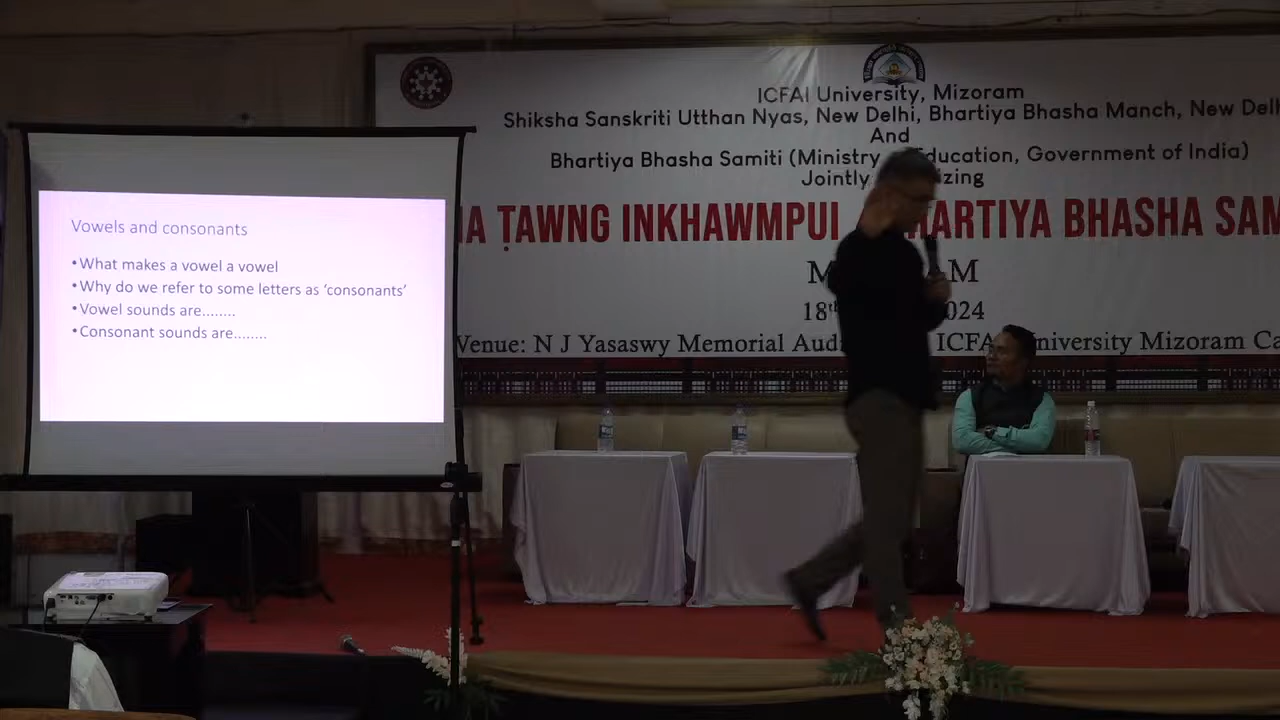 Vowels and consonants
•What makes a vowel a vowel
•Why do we refer to some letters as ‘consonants’
•Vowel sounds are........
•Consonant sounds are........
ICFAI University, Mizoram
Shiksha Sanskriti Utthan Nyas, New Delhi, Bhartiya Bhasha Manch, New Delh
And
Bhartiya Bhasha Samiti (Ministry Education, Government of India)
Jointly izing
ṬAWNG INKHAWMPUI HARTIYA BHASHA SAM
M AM
18th 2024
Venue: N J Yasaswy Memorial Aud ICFA University Mizoram Ca